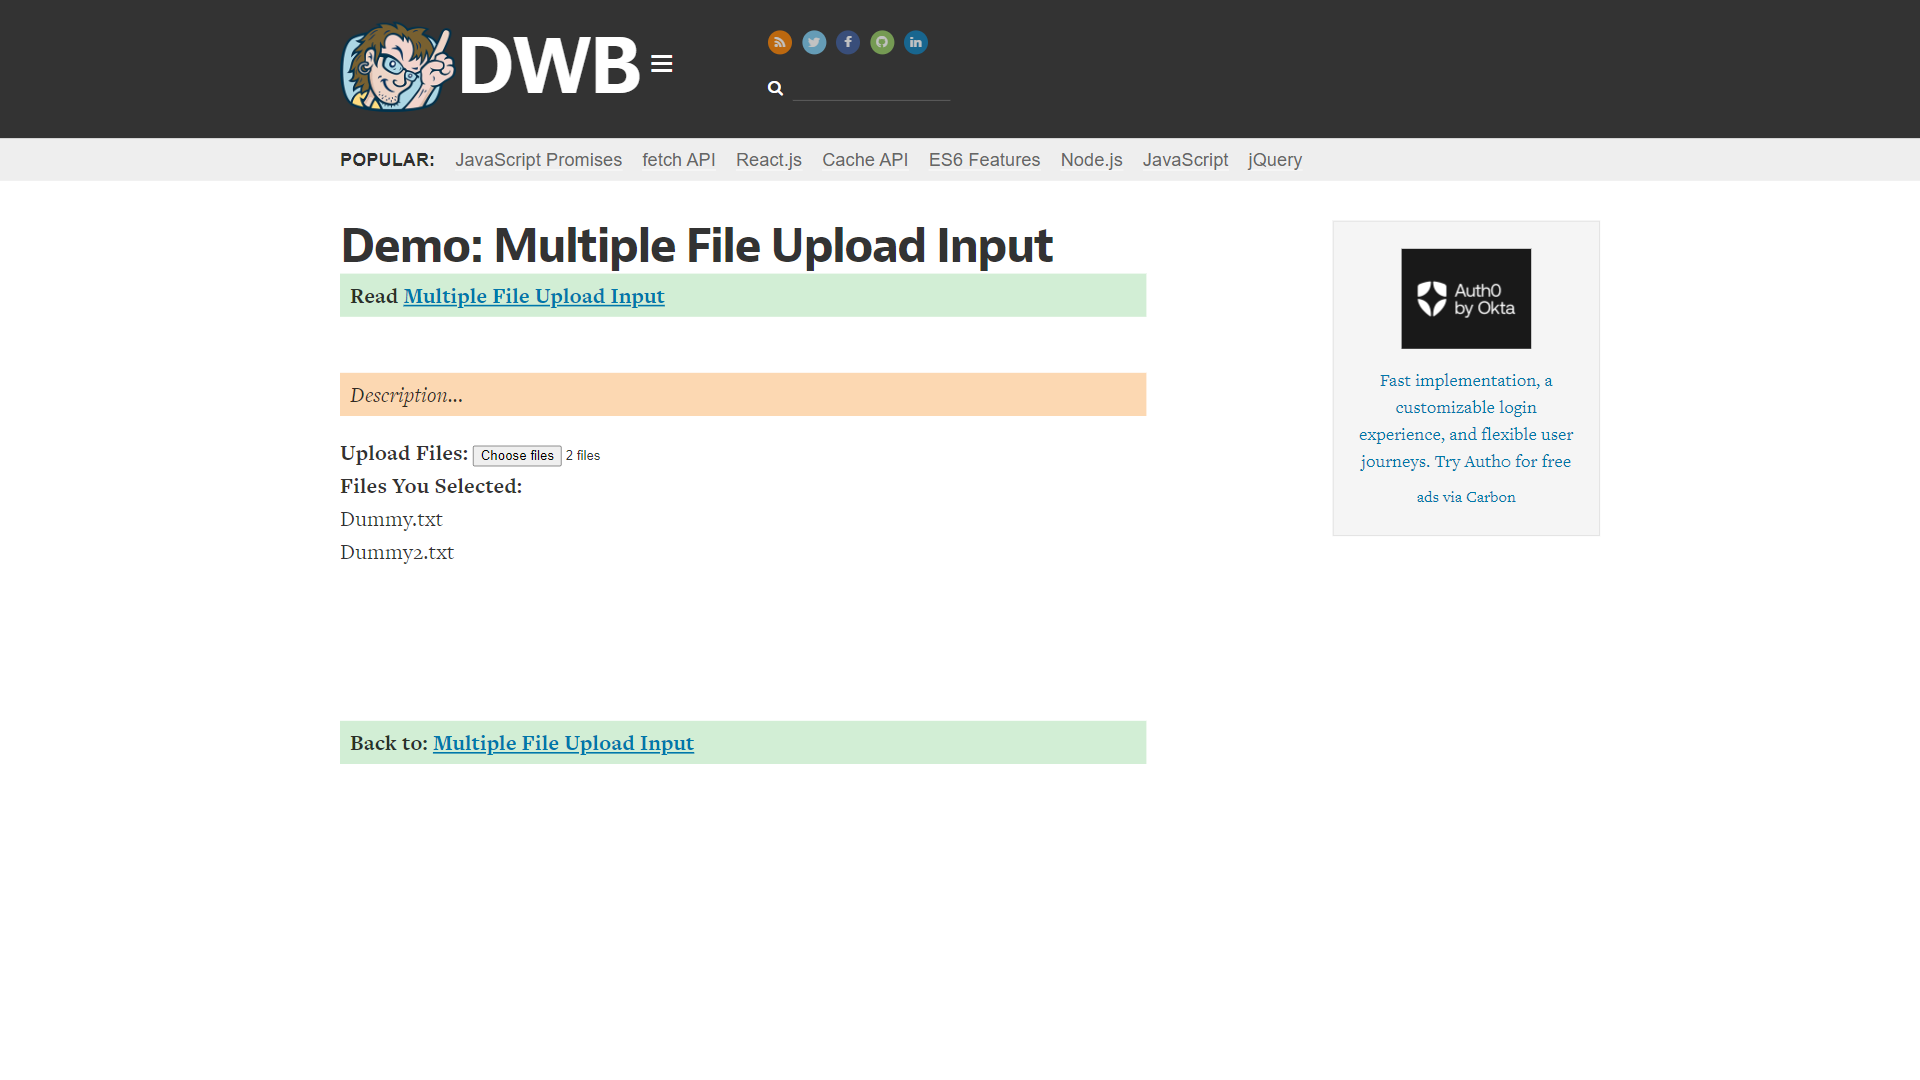 DWB
POPULAR: JavaScript Promises fetch API React.js Cache API ES6 Features Node.js JavaScript jQuery
Demo: Multiple File Upload Input
Read Multiple File Upload Input
Description...
Upload Files: Choose files 2 files
Files You Selected:
Dummy.txt
Dummy2.txt
Back to: Multiple File Upload Input
Auth0
by Okta
Fast implementation, a
customizable login
experience, and flexible user
journeys. Try Auth0 for free
ads via Carbon